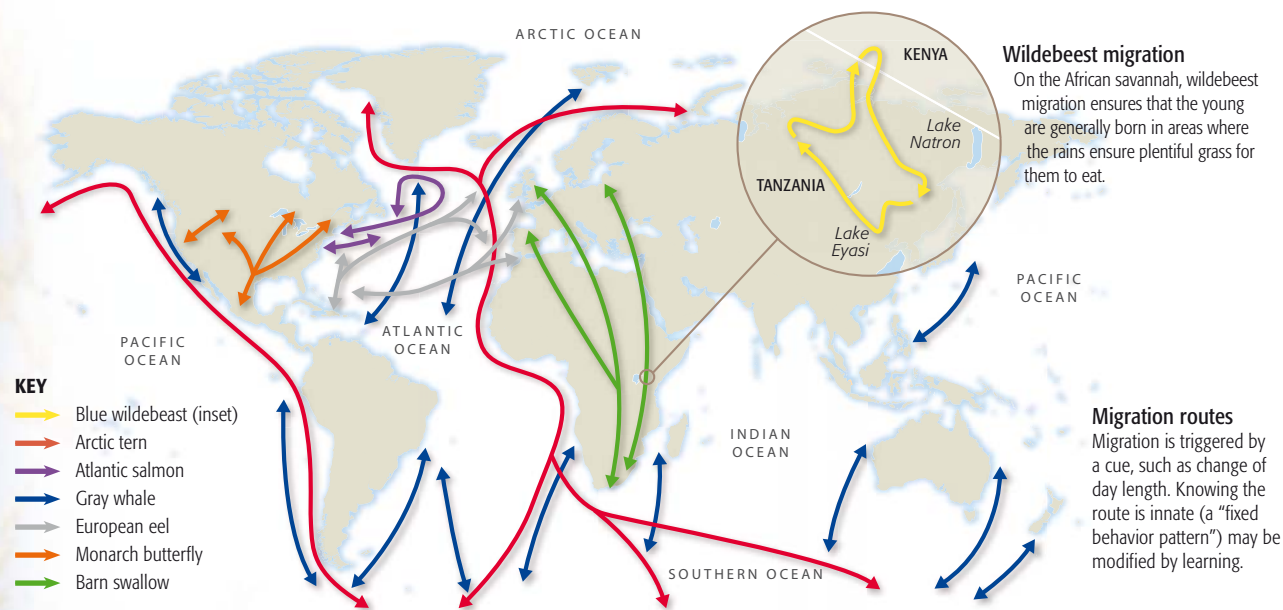 ARCTIC OCEAN
KENYA
Lake
Natron
TANZANIA
Lake
Eyasi
Wildebeest migration
On the African savannah, wildebeest
migration ensures that the young
are generally born in areas where
the rains ensure plentiful grass for
them to eat.
PACIFIC
OCEAN
ATLANTIC
OCEAN
PACIFIC
OCEAN
KEY
Blue wildebeast (inset)
Arctic tern
Atlantic salmon
Gray whale
European eel
Monarch butterfly
Barn swallow
INDIAN
OCEAN
SOUTHERN OCEAN
Migration routes
Migration is triggered by
a cue, such as change of
day length. Knowing the
route is innate (a “fixed
behavior pattern”) may be
modified by learning.